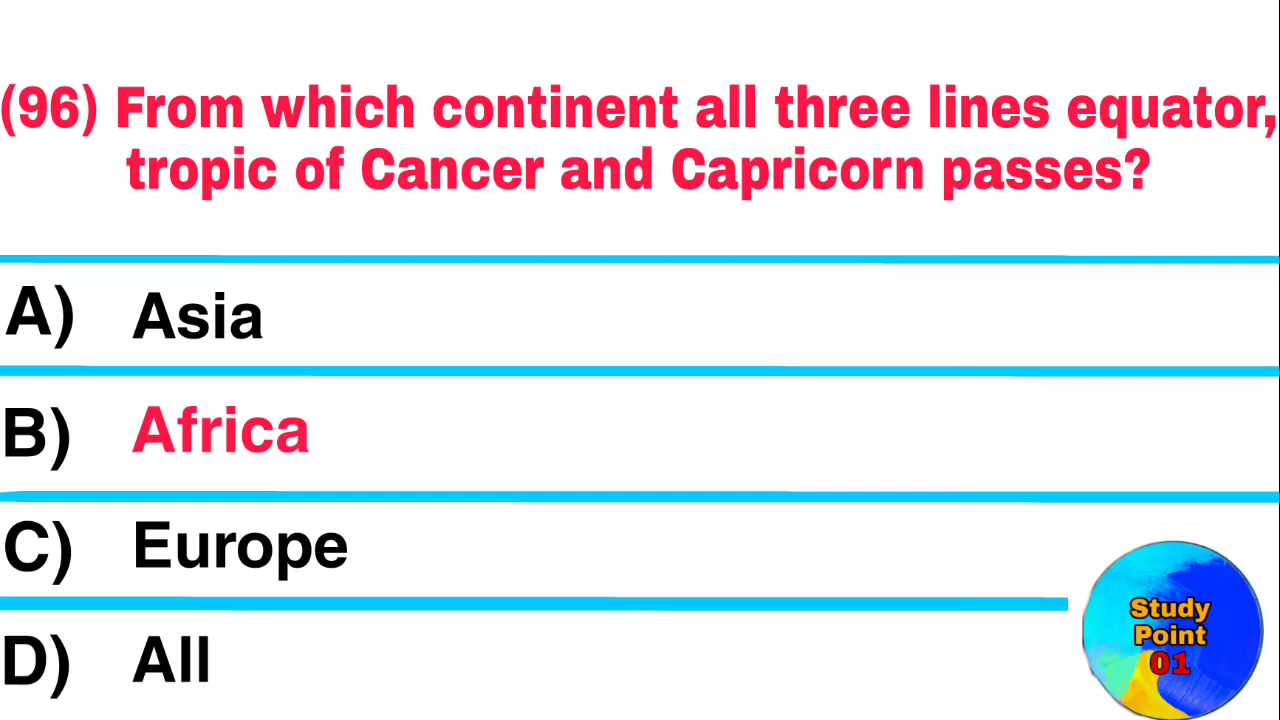 (96) From which continent all three lines equator,
tropic of Cancer and Capricorn passes?
A) Asia
B) Africa
C) Europe
D) All
Study
Point
01